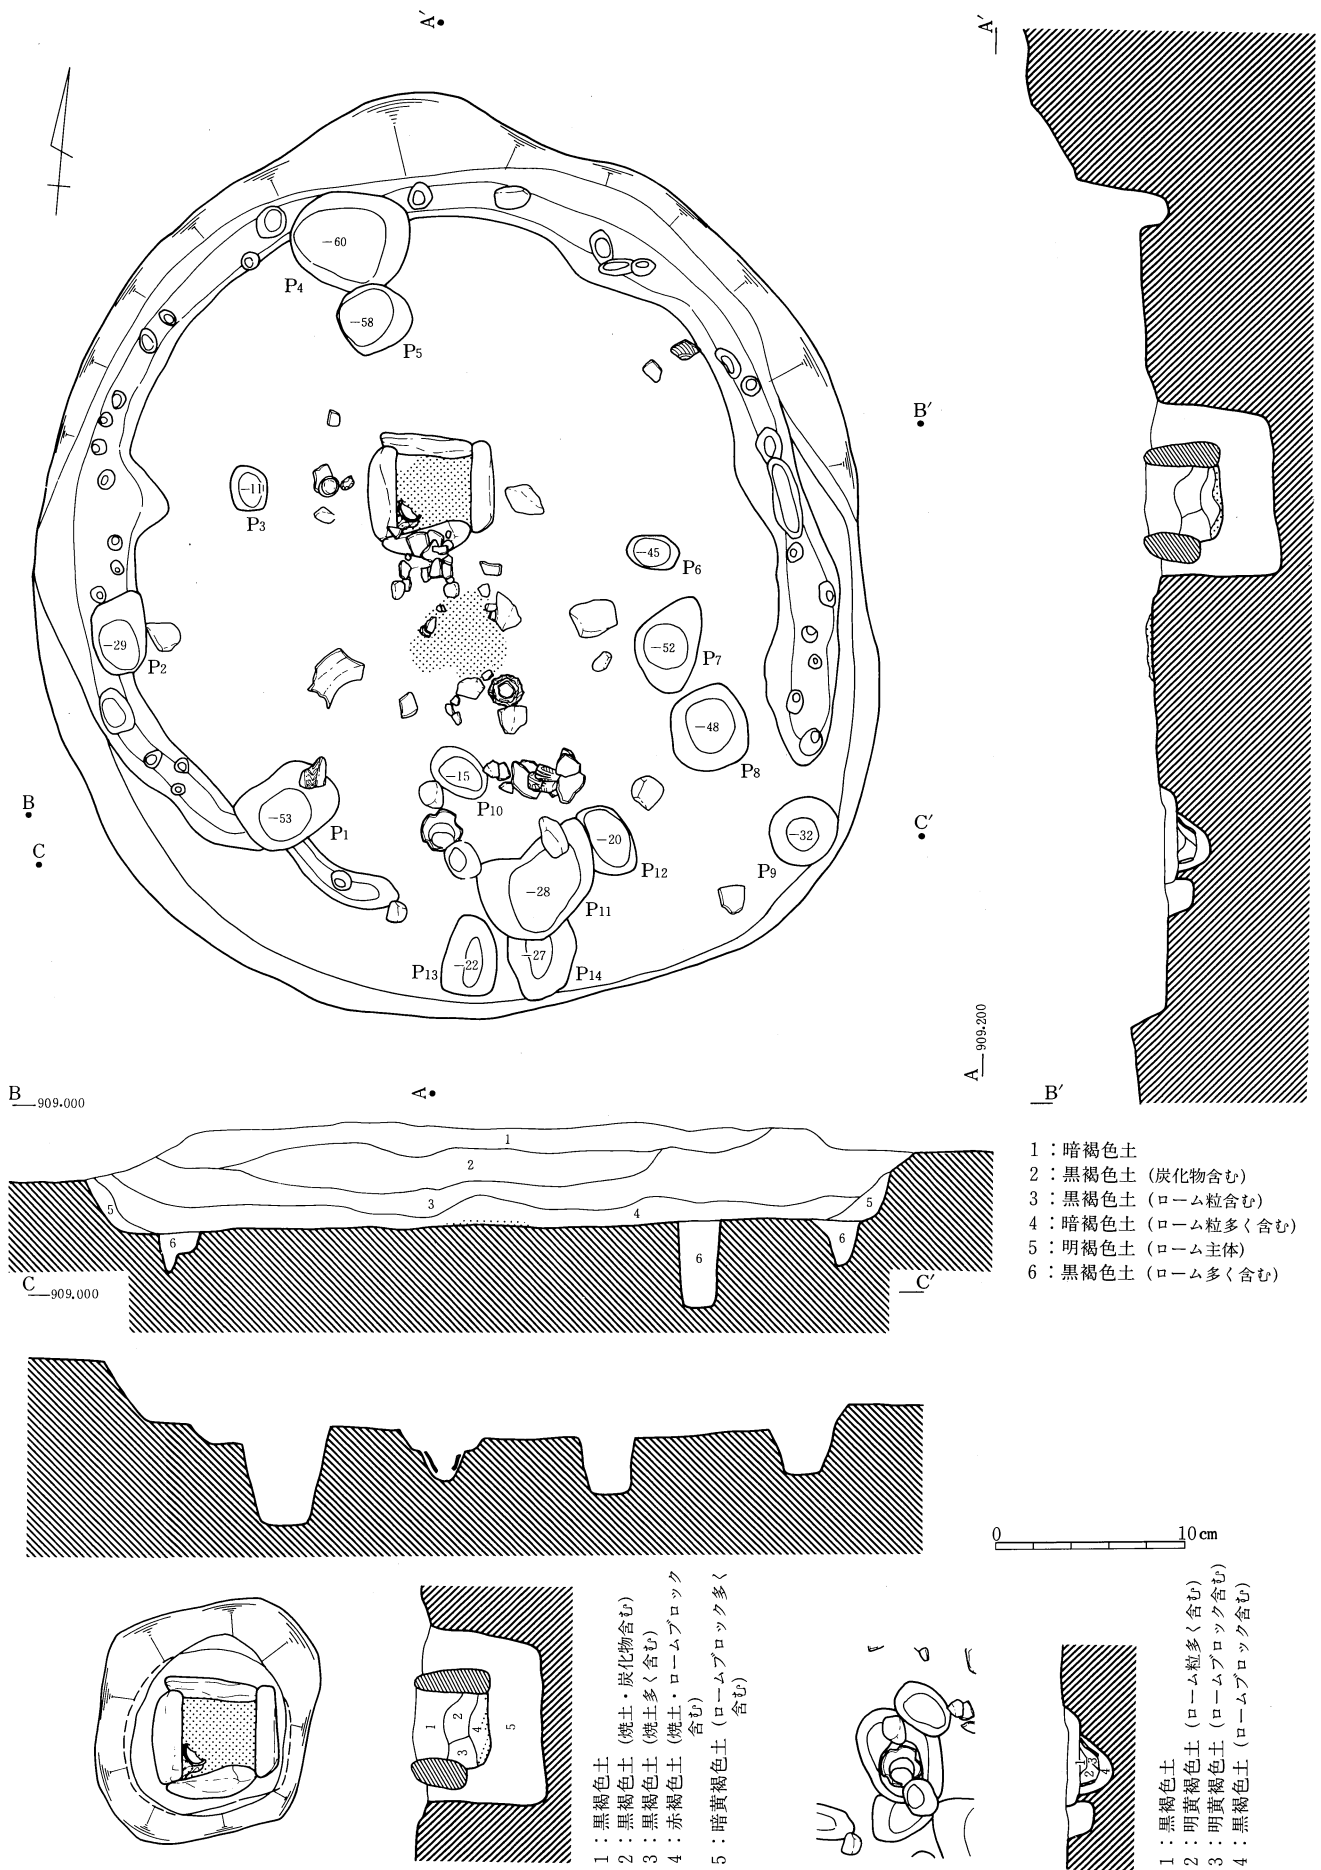 A′
A′
−60
P4
−58
P5
B′
−11
P3
−45
P6
−29
P2
−52
P7
−48
P8
−15
P10
B
−53
P1
−20
P12
−32
P9
C′
C
−28
P11
−22
P13
−27
P14
A
909.200
A
B
909.000
B′
1
2
3
4
5
5
6
6
6
1：暗褐色土
2：黒褐色土（炭化物含む）
3：黒褐色土（ローム粒含む）
4：暗褐色土（ローム粒多く含む）
5：明褐色土（ローム主体）
6：黒褐色土（ローム多く含む）
C
909.000
C′
0 10cm
1
2
3
4
5
1：黒褐色土
2：黒褐色土（焼土・炭化物含む）
3：黒褐色土（焼土多く含む）
4：赤褐色土（焼土・ロームブロック
含む）
5：暗黄褐色土（ロームブロック多く
含む）
1
2
3
4
1：黒褐色土
2：明黄褐色土（ローム粒多く含む）
3：明黄褐色土（ロームブロック含む）
4：黒褐色土（ロームブロック含む）